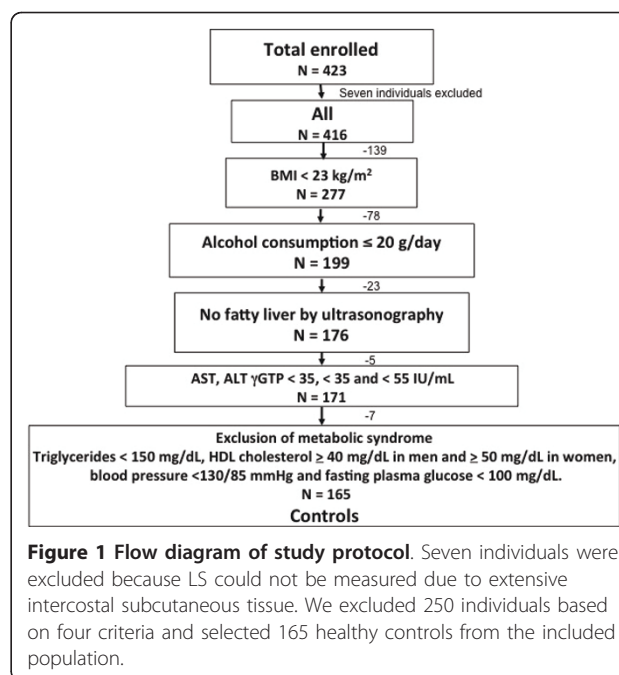 Total enrolled
N = 423
Seven individuals excluded
All
N = 416
-139
BMI < 23 kg/m²
N = 277
-78
Alcohol consumption ≤ 20 g/day
N = 199
-23
No fatty liver by ultrasonography
N = 176
-5
AST, ALT γGTP < 35, < 35 and < 55 IU/mL
N = 171
-7
Exclusion of metabolic syndrome
Triglycerides < 150 mg/dL, HDL cholesterol ≥ 40 mg/dL in men and ≥ 50 mg/dL in women,
blood pressure <130/85 mmHg and fasting plasma glucose < 100 mg/dL.
N = 165
Controls
Figure 1 Flow diagram of study protocol. Seven individuals were
excluded because LS could not be measured due to extensive
intercostal subcutaneous tissue. We excluded 250 individuals based
on four criteria and selected 165 healthy controls from the included
population.